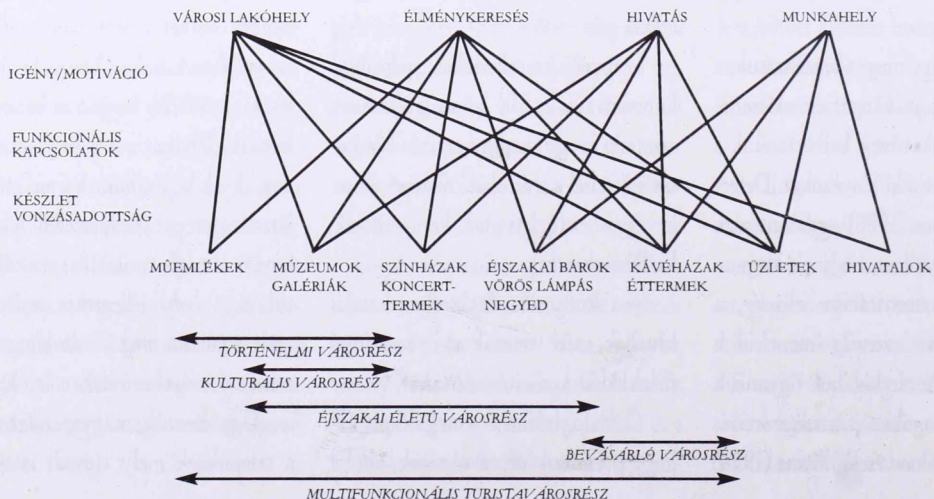 VÁROSI LAKÓHELY ÉLMÉNYKERESÉS HIVATÁS MUNKAHELY
IGÉNY/MOTIVÁCIÓ
FUNKCIONÁLIS
KAPCSOLATOK
KÉSZLET
VONZÁSADOTTSÁG
MŰEMLÉKEK MÚZEUMOK SZÍNHÁZAK ÉJSZAKAI BÁROK KÁVÉHÁZAK ÜZLETEK HIVATALOK
GALÉRIÁK KONCERT- VÖRÖS LÁMPÁS ÉTTERMEK
TERMEK NEGYED
TÖRTÉNELMI VÁROSRÉSZ
KULTURÁLIS VÁROSRÉSZ
ÉJSZAKAI ÉLETŰ VÁROSRÉSZ
BEVÁSÁRLÓ VÁROSRÉSZ
MULTIFUNKCIONÁLIS TURISTAVÁROSRÉSZ